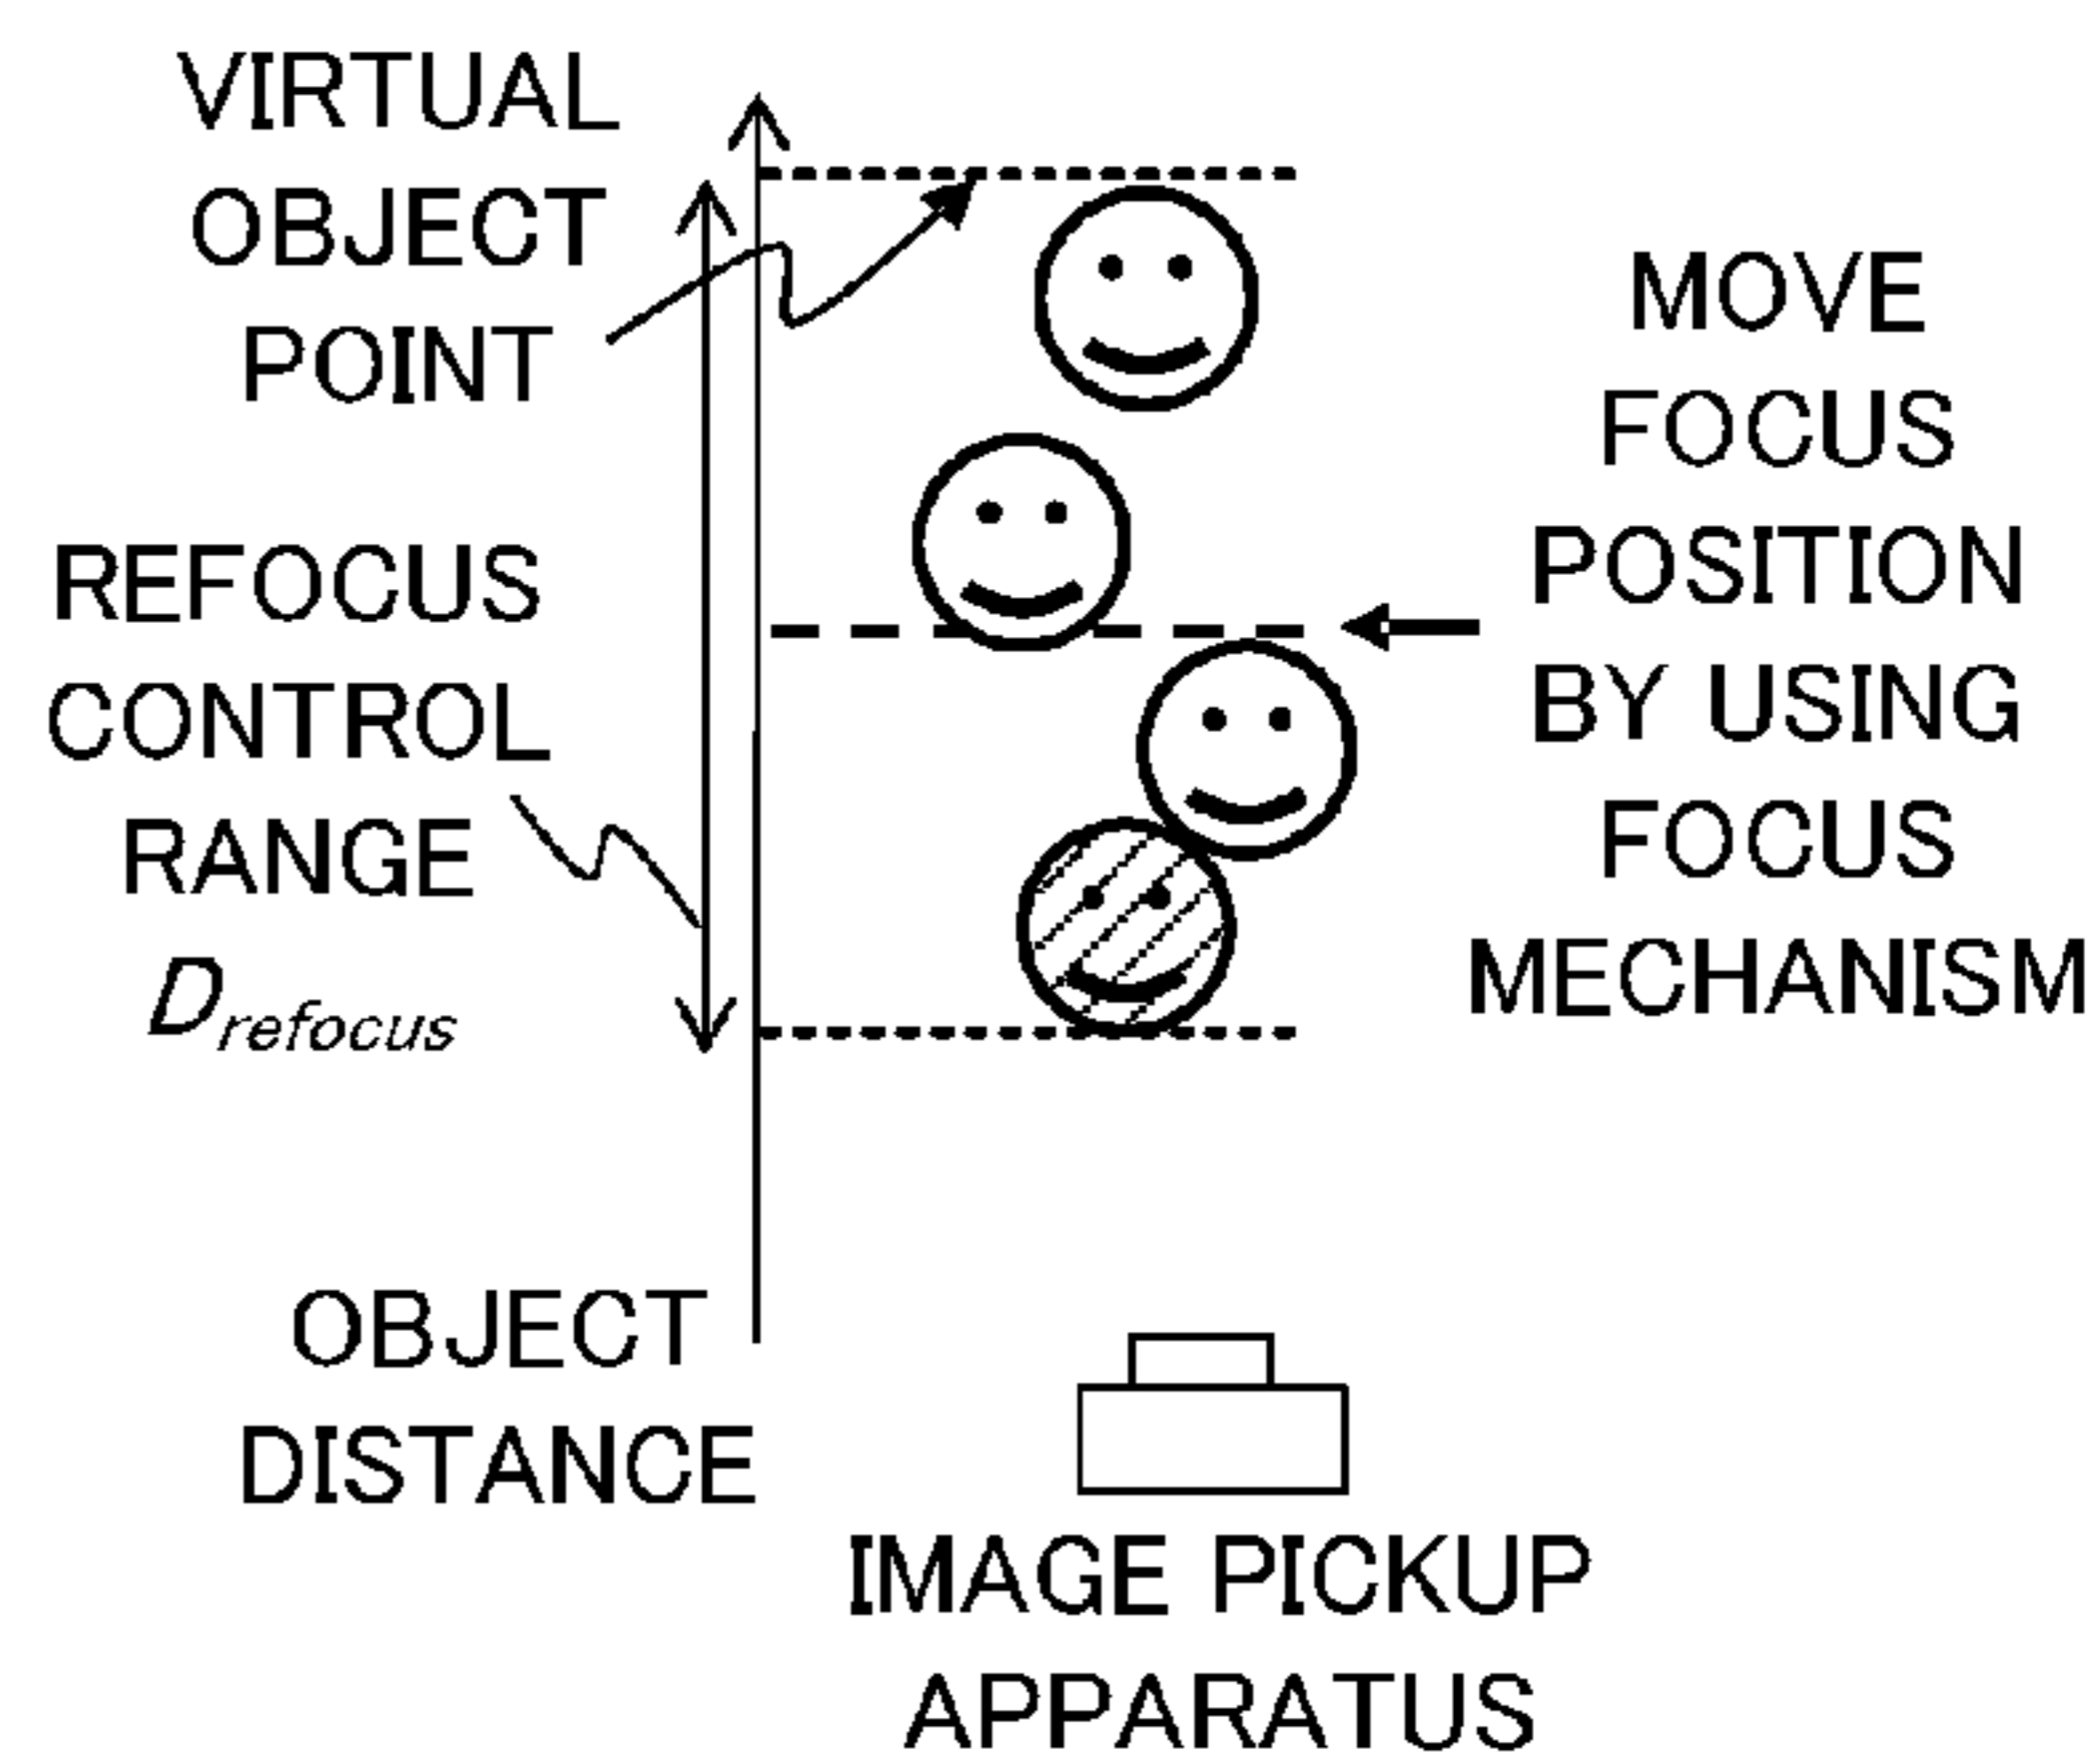 VIRTUAL
OBJECT
POINT
REFOCUS
CONTROL
RANGE
Drefocus
MOVE
FOCUS
POSITION
BY USING
FOCUS
MECHANISM
OBJECT
DISTANCE
IMAGE PICKUP
APPARATUS